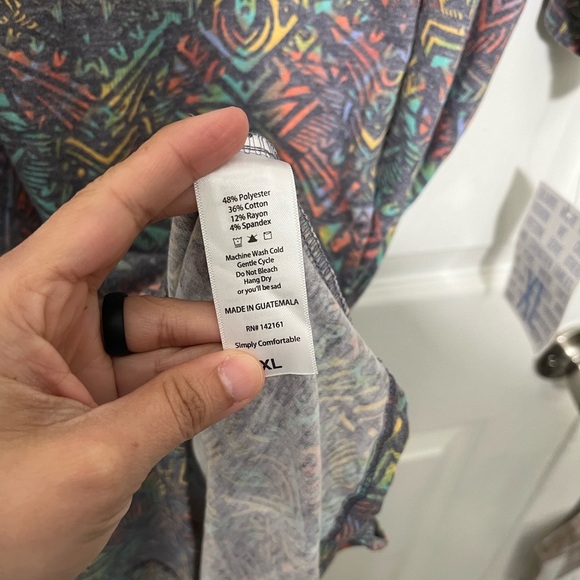 48% Polyester
36% Cotton
12% Rayon
4% Spandex
Machine Wash Cold
Gentle Cycle
Do Not Bleach
Hang Dry
or you'll be sad
MADE IN GUATEMALA
RN# 142161
Simply Comfortable
XL
XL